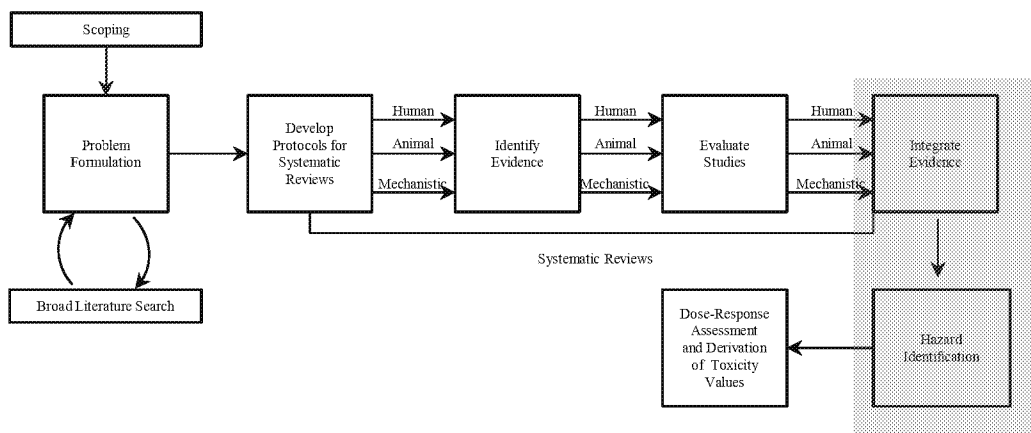 Scoping
Problem
Formulation
Broad Literature Search
Develop
Protocols for
Systematic
Reviews
Human
Animal
Mechanistic
Identify
Evidence
Human
Animal
Mechanistic
Evaluate
Studies
Human
Animal
Mechanistic
Integrate
Evidence
Systematic Reviews
Hazard
Identification
Dose-Response
Assessment
and Derivation
of Toxicity
Values